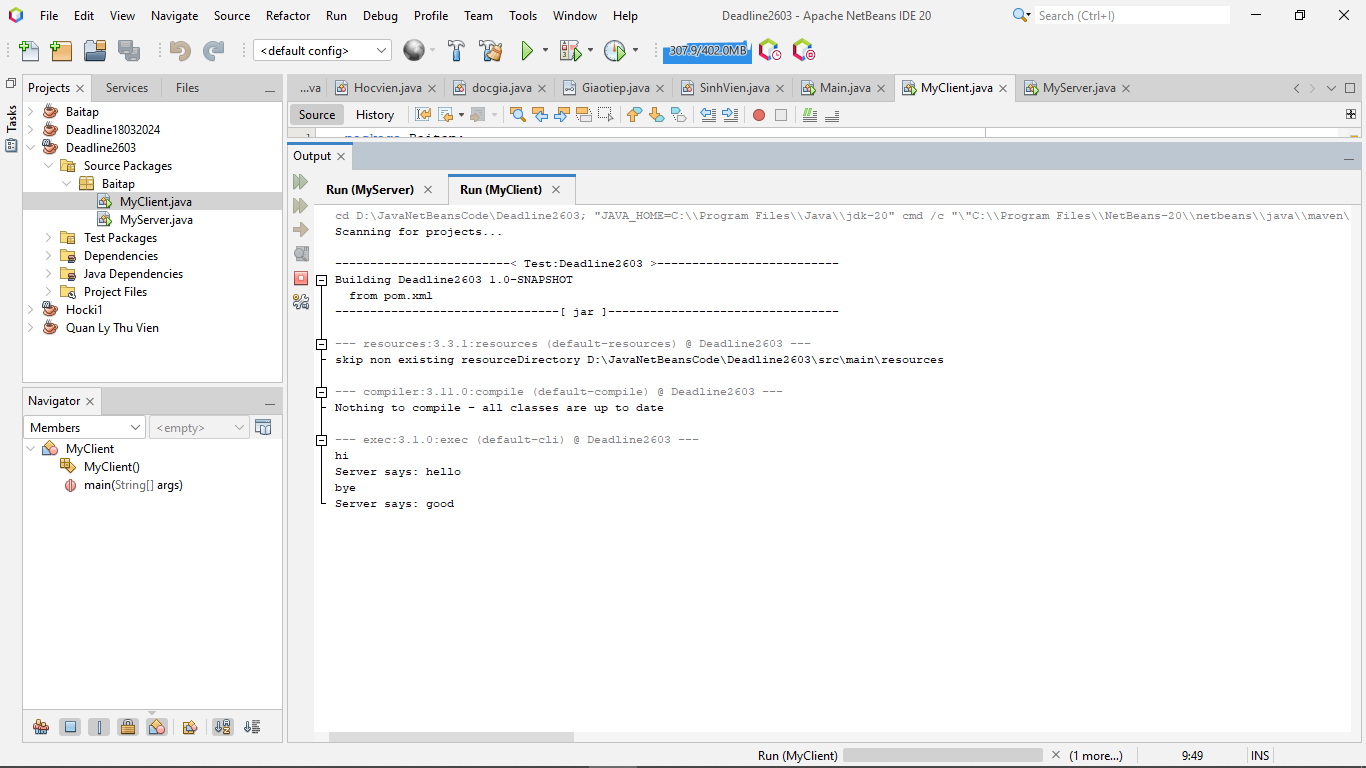 File Edit View Navigate Source Refactor Run Debug Profile Team Tools Window Help
Deadline2603 - Apache NetBeans IDE 20
Search (Ctrl+I)
<default config>
307.9/402.0MB
Projects
Services
Files
...va
Hocvien.java
docgia.java
Giaotiep.java
SinhVien.java
Main.java
MyClient.java
MyServer.java
Tasks
Source
History
Baitap
Deadline18032024
Deadline2603
Source Packages
Baitap
MyClient.java
MyServer.java
Test Packages
Dependencies
Java Dependencies
Project Files
Hocki1
Quan Ly Thu Vien
Navigator
Members
<empty>
MyClient
MyClient()
main(String[] args)
Output
Run (MyServer)
Run (MyClient)
cd D:\JavaNetBeansCode\Deadline2603; "JAVA_HOME=C:\\Program Files\\Java\\jdk-20" cmd /c "\"C:\\Program Files\\NetBeans-20\\netbeans\\java\\maven\
Scanning for projects...
-------------------------< Test:Deadline2603 >--------------------------
Building Deadline2603 1.0-SNAPSHOT
from pom.xml
--------------------------------[ jar ]---------------------------------
--- resources:3.3.1:resources (default-resources) @ Deadline2603 ---
skip non existing resourceDirectory D:\JavaNetBeansCode\Deadline2603\src\main\resources
--- compiler:3.11.0:compile (default-compile) @ Deadline2603 ---
Nothing to compile - all classes are up to date
--- exec:3.1.0:exec (default-cli) @ Deadline2603 ---
hi
Server says: hello
bye
Server says: good
Run (MyClient)
(1 more...)
9:49
INS